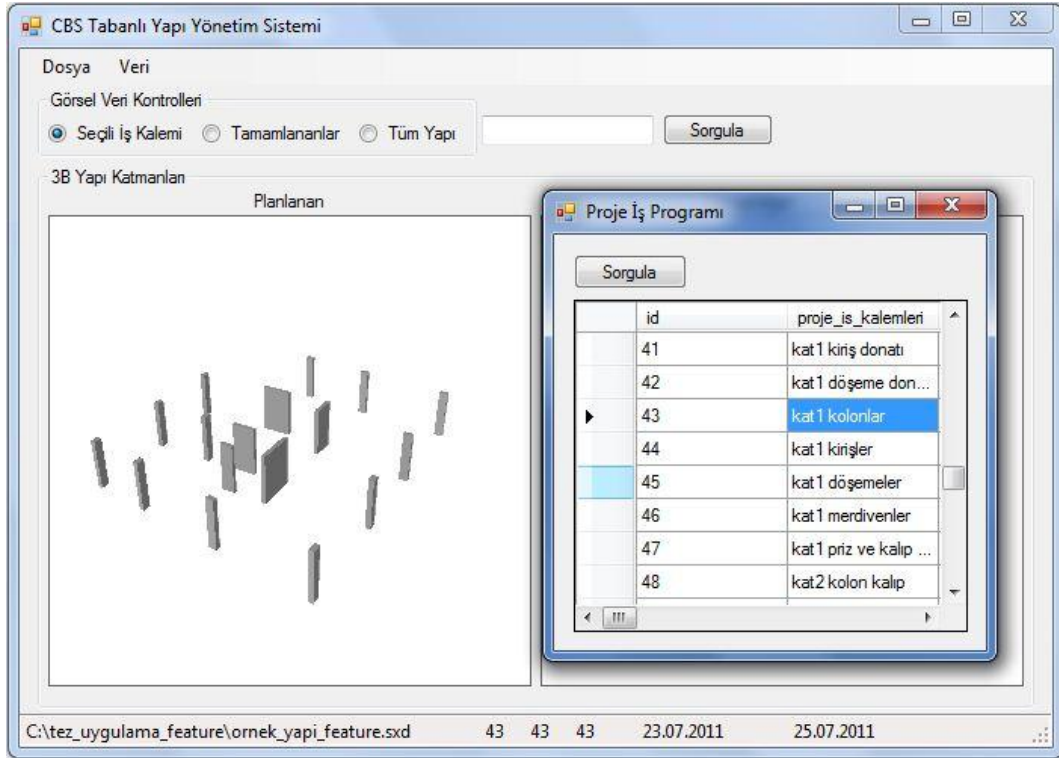 CBS Tabanlı Yapı Yönetim Sistemi
Dosya Veri
Görsel Veri Kontrolleri
Seçili İş Kalemi Tamamlananlar Tüm Yapı Sorgula
3B Yapı Katmanları
Planlanan
Proje İş Programı
Sorgula
id proje_is_kalemleri
41 kat1 kiriş donatı
42 kat1 döşeme don...
43 kat1 kolonlar
44 kat1 kirişler
45 kat1 döşemeler
46 kat1 merdivenler
47 kat1 priz ve kalıp ...
48 kat2 kolon kalıp
C:\tez_uygulama_feature\ornek_yapi_feature.sxd 43 43 43 23.07.2011 25.07.2011